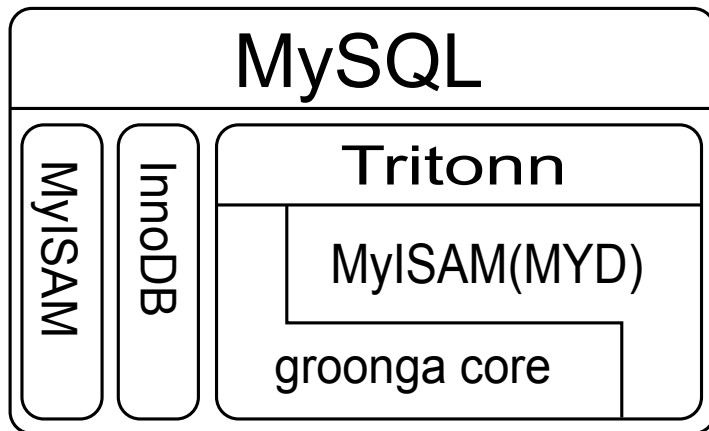 MySQL
MyISAM
InnoDB
Tritonn
MyISAM(MYD)
groonga core